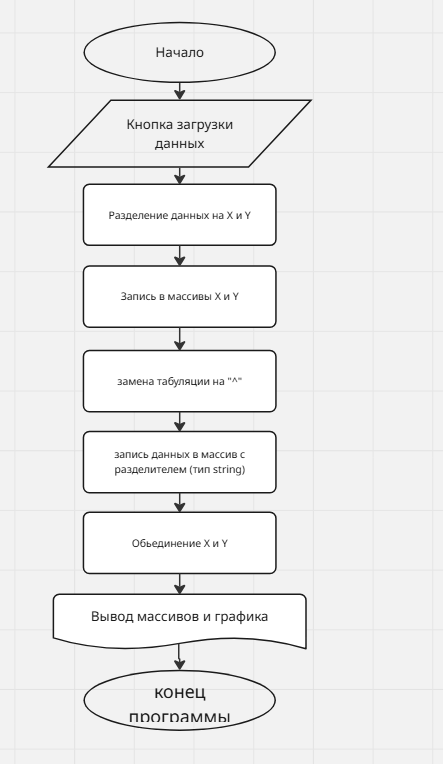 Начало
Кнопка загрузки
данных
Разделение данных на X и Y
Запись в массивы X и Y
замена табуляции на "^"
запись данных в массив с
разделителем (тип string)
Обьединение X и Y
Вывод массивов и графика
конец
программы